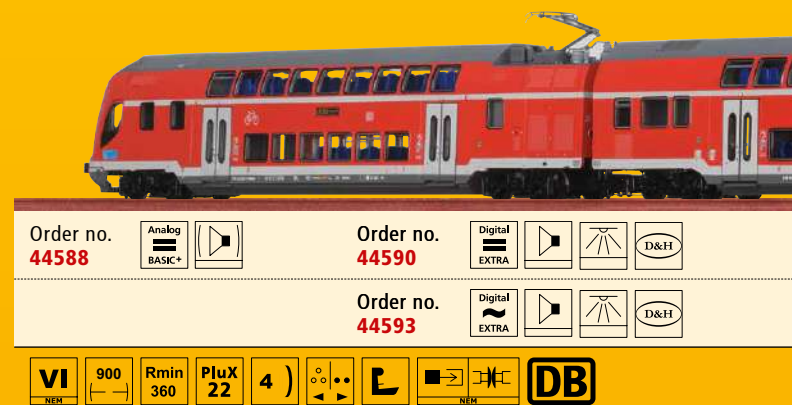 Order no.
44588
Analog
BASIC+
Order no.
44590
Digital
EXTRA
D&H
Order no.
44593
Digital
EXTRA
D&H
VI
NEM
900
Rmin
360
PluX
22
4 )
NEM
DB